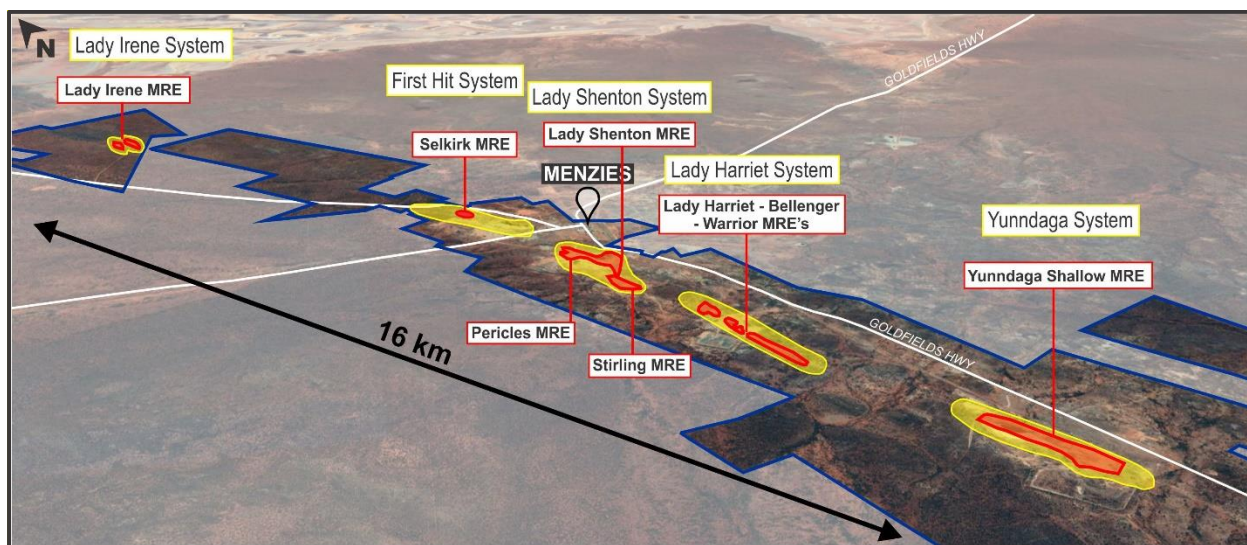 N
Lady Irene System
Lady Irene MRE
First Hit System
Selkirk MRE
Lady Shenton System
Lady Shenton MRE
MENZIES
GOLDFIELDS HWY
Lady Harriet System
Lady Harriet - Bellenger
- Warrior MRE's
Yunndaga System
Yunndaga Shallow MRE
Pericles MRE
Stirling MRE
GOLDFIELDS HWY
16 km